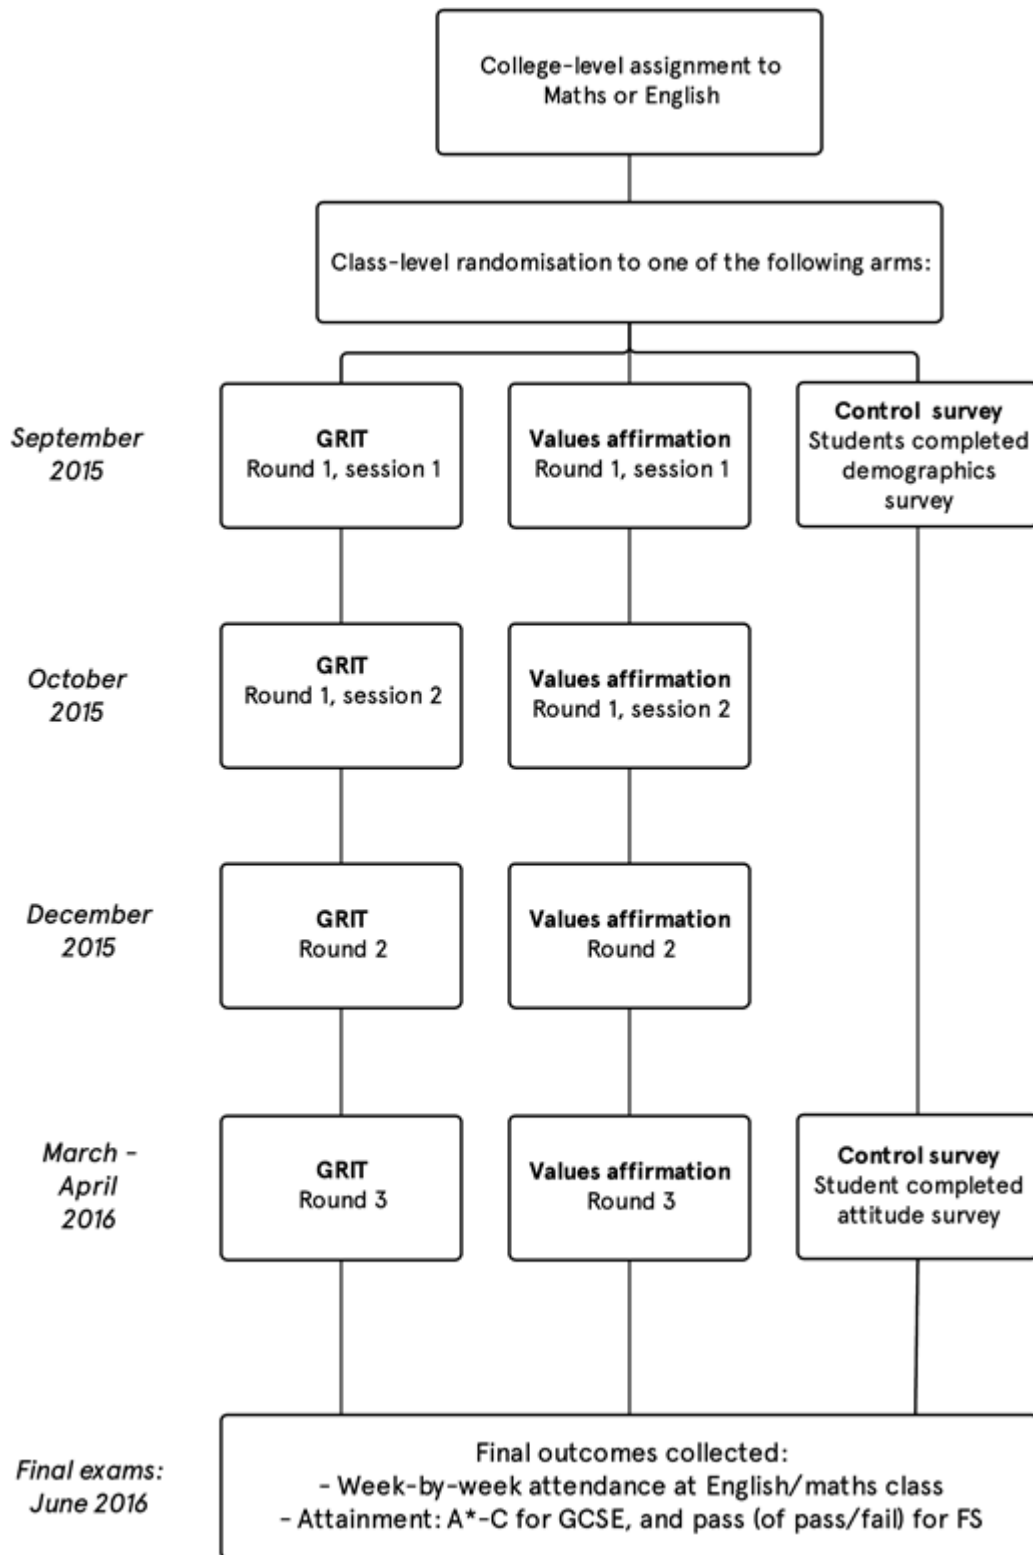 College-level assignment to
Maths or English
Class-level randomisation to one of the following arms:
September
2015
GRIT
Round 1, session 1
Values affirmation
Round 1, session 1
Control survey
Students completed
demographics
survey
October
2015
GRIT
Round 1, session 2
Values affirmation
Round 1, session 2
December
2015
GRIT
Round 2
Values affirmation
Round 2
March -
April
2016
GRIT
Round 3
Values affirmation
Round 3
Control survey
Student completed
attitude survey
Final exams:
June 2016
Final outcomes collected:
- Week-by-week attendance at English/maths class
- Attainment: A*-C for GCSE, and pass (of pass/fail) for FS